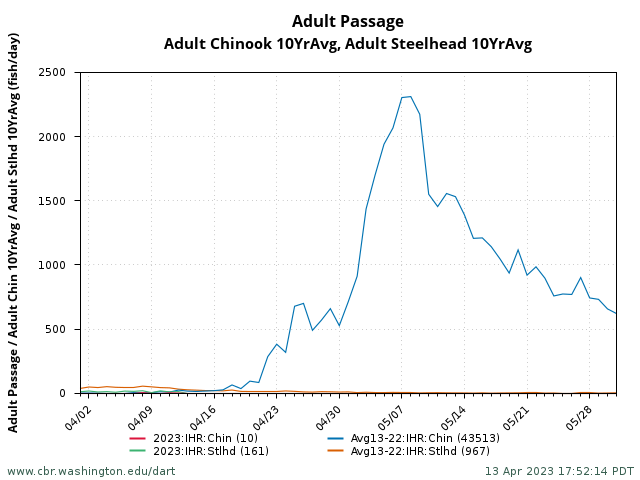 Adult Passage
Adult Chinook 10YrAvg, Adult Steelhead 10YrAvg
Adult Passage / Adult Chin 10YrAvg / Adult Stlhd 10YrAvg (fish/day)
2500
2000
1500
1000
500
0
04/02 04/09 04/16 04/23 04/30 05/07 05/14 05/21 05/28
2023:IHR:Chin (10) Avg13-22:IHR:Chin (43513)
2023:IHR:Stlhd (161) Avg13-22:IHR:Stlhd (967)
www.cbr.washington.edu/dart 13 Apr 2023 17:52:14 PDT